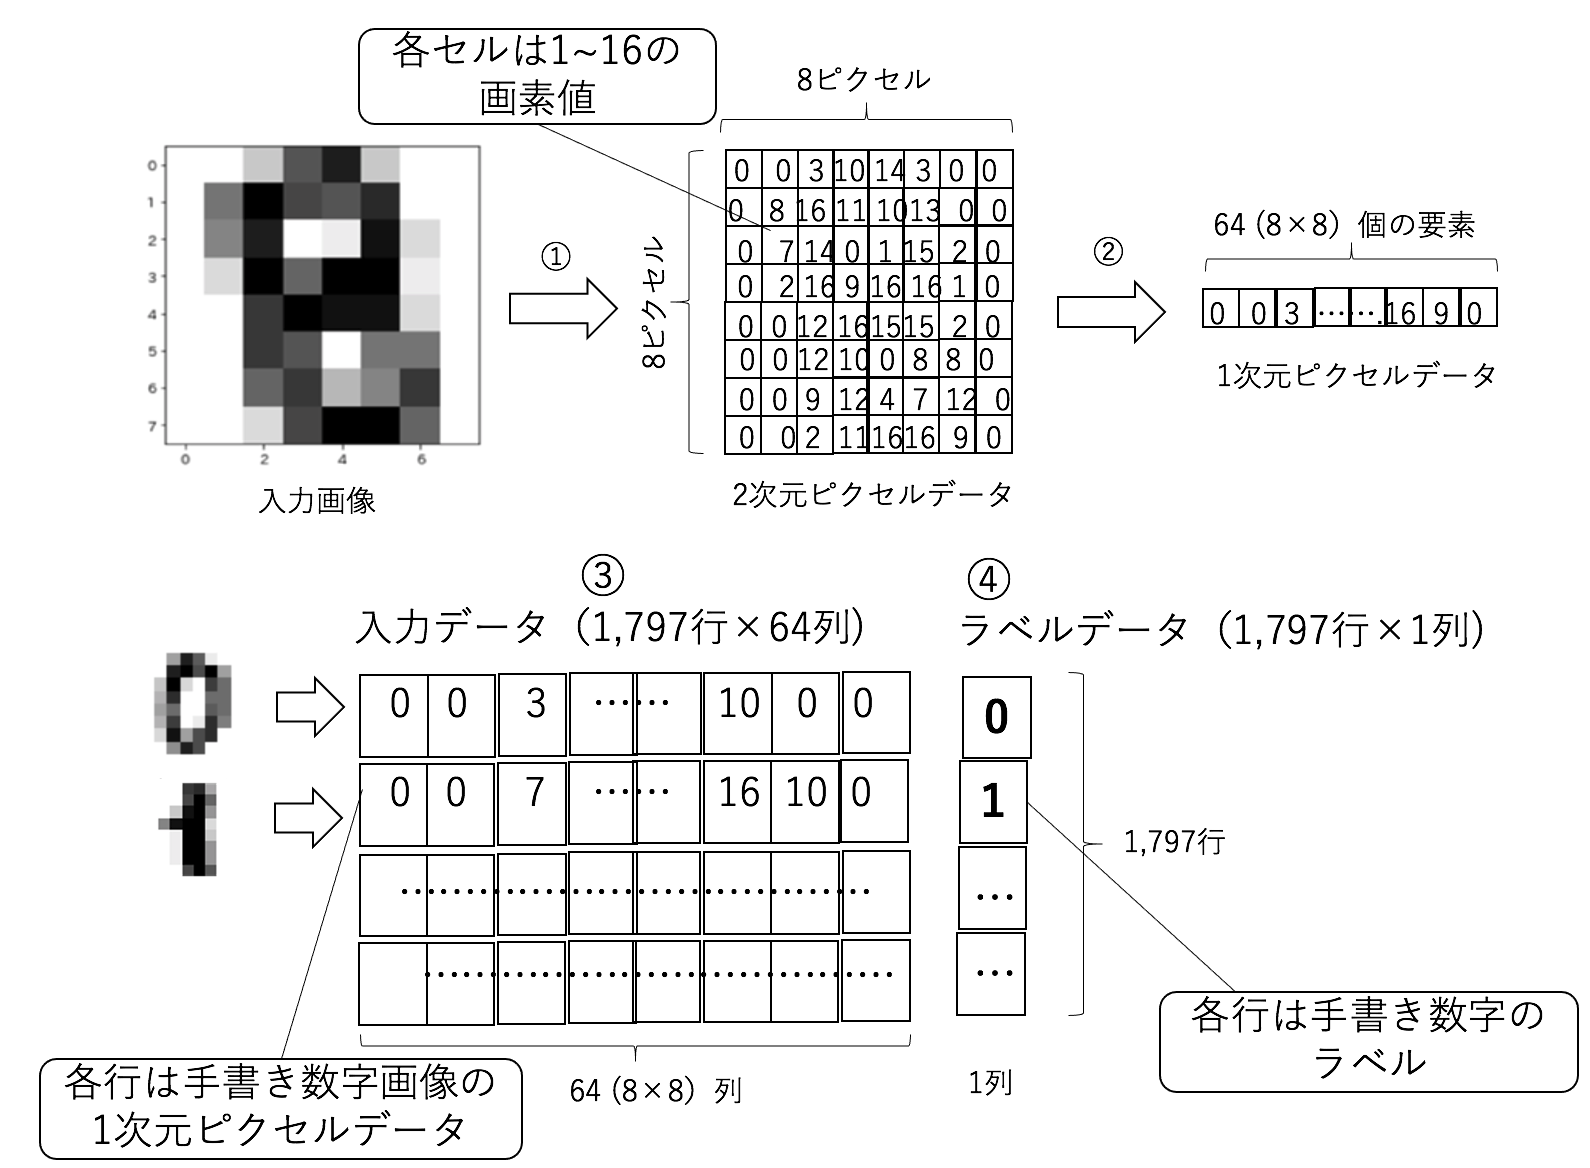 各セルは1~16の
画素値
8ピクセル
0 0 3 10 14 3 0 0
0 8 16 11 10 13 0 0
0 7 14 0 1 15 2 0
0 2 16 9 16 16 1 0
0 0 12 16 15 15 2 0
0 0 12 10 0 8 8 0
0 0 9 12 4 7 12 0
0 0 2 11 16 16 9 0
8ピクセル
2次元ピクセルデータ
0
1
2
3
4
5
6
7
0 2 4 6
入力画像
①
②
64(8×8)個の要素
0 0 3 …….16 9 0
1次元ピクセルデータ
③
入力データ(1,797行×64列)
0 0 3 …… 10 0 0
0 0 7 …… 16 10 0
……………………………………
……………………………………
64(8×8)列
④
ラベルデータ(1,797行×1列)
0
1
…
…
1,797行
1列
各行は手書き数字画像の
1次元ピクセルデータ
各行は手書き数字の
ラベル